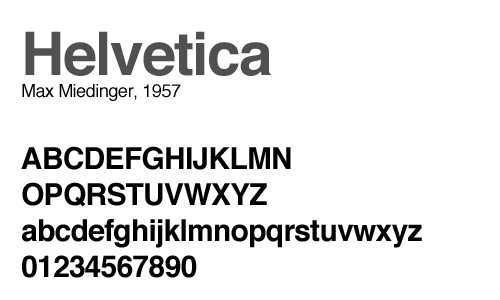 Helvetica
Max Miedinger, 1957
ABCDEFGHIJKLMN
OPQRSTUVWXYZ
abcdefghijklmnopqrstuvwxyz
01234567890